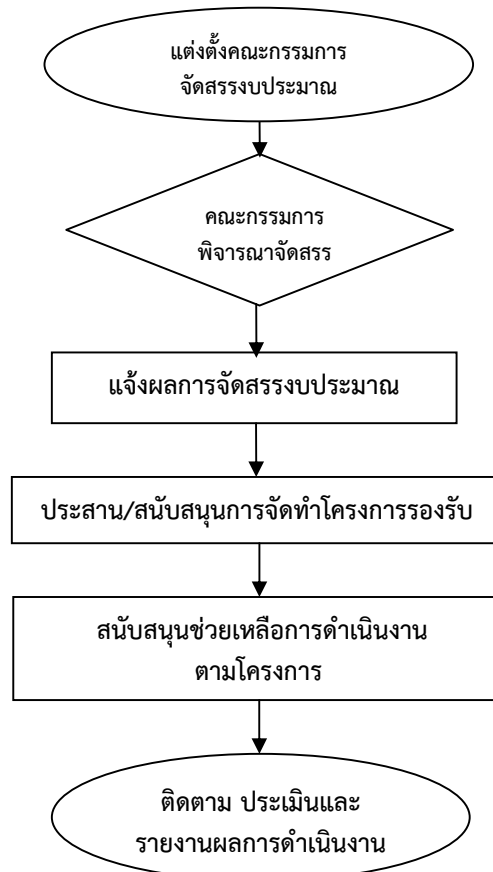 แต่งตั้งคณะกรรมการ
จัดสรรงบประมาณ
คณะกรรมการ
พิจารณาจัดสรร
แจ้งผลการจัดสรรงบประมาณ
ประสาน/สนับสนุนการจัดทำโครงการรองรับ
สนับสนุนช่วยเหลือการดำเนินงาน
ตามโครงการ
ติดตาม ประเมินและ
รายงานผลการดำเนินงาน